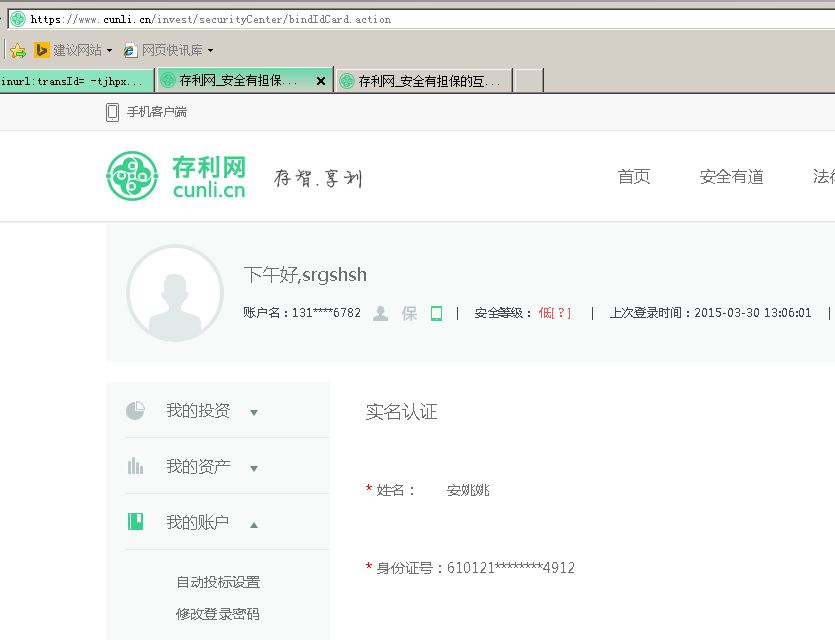 https://www.cunli.cn/invest/securityCenter/bindIdCard.action
建议网站 网页快讯库
inurl:transId= -tjhpx... 存利网_安全有担保... 存利网_安全有担保的互...
手机客户端
存利网
cunli.cn
存智.享利
首页 安全有道 法律
下午好,srgshsh
账户名：131****6782 保 | 安全等级： 低[？] | 上次登录时间：2015-03-30 13:06:01 |
我的投资
实名认证
我的资产
* 姓名： 安姚姚
我的账户
* 身份证号：610121********4912
自动投标设置
修改登录密码